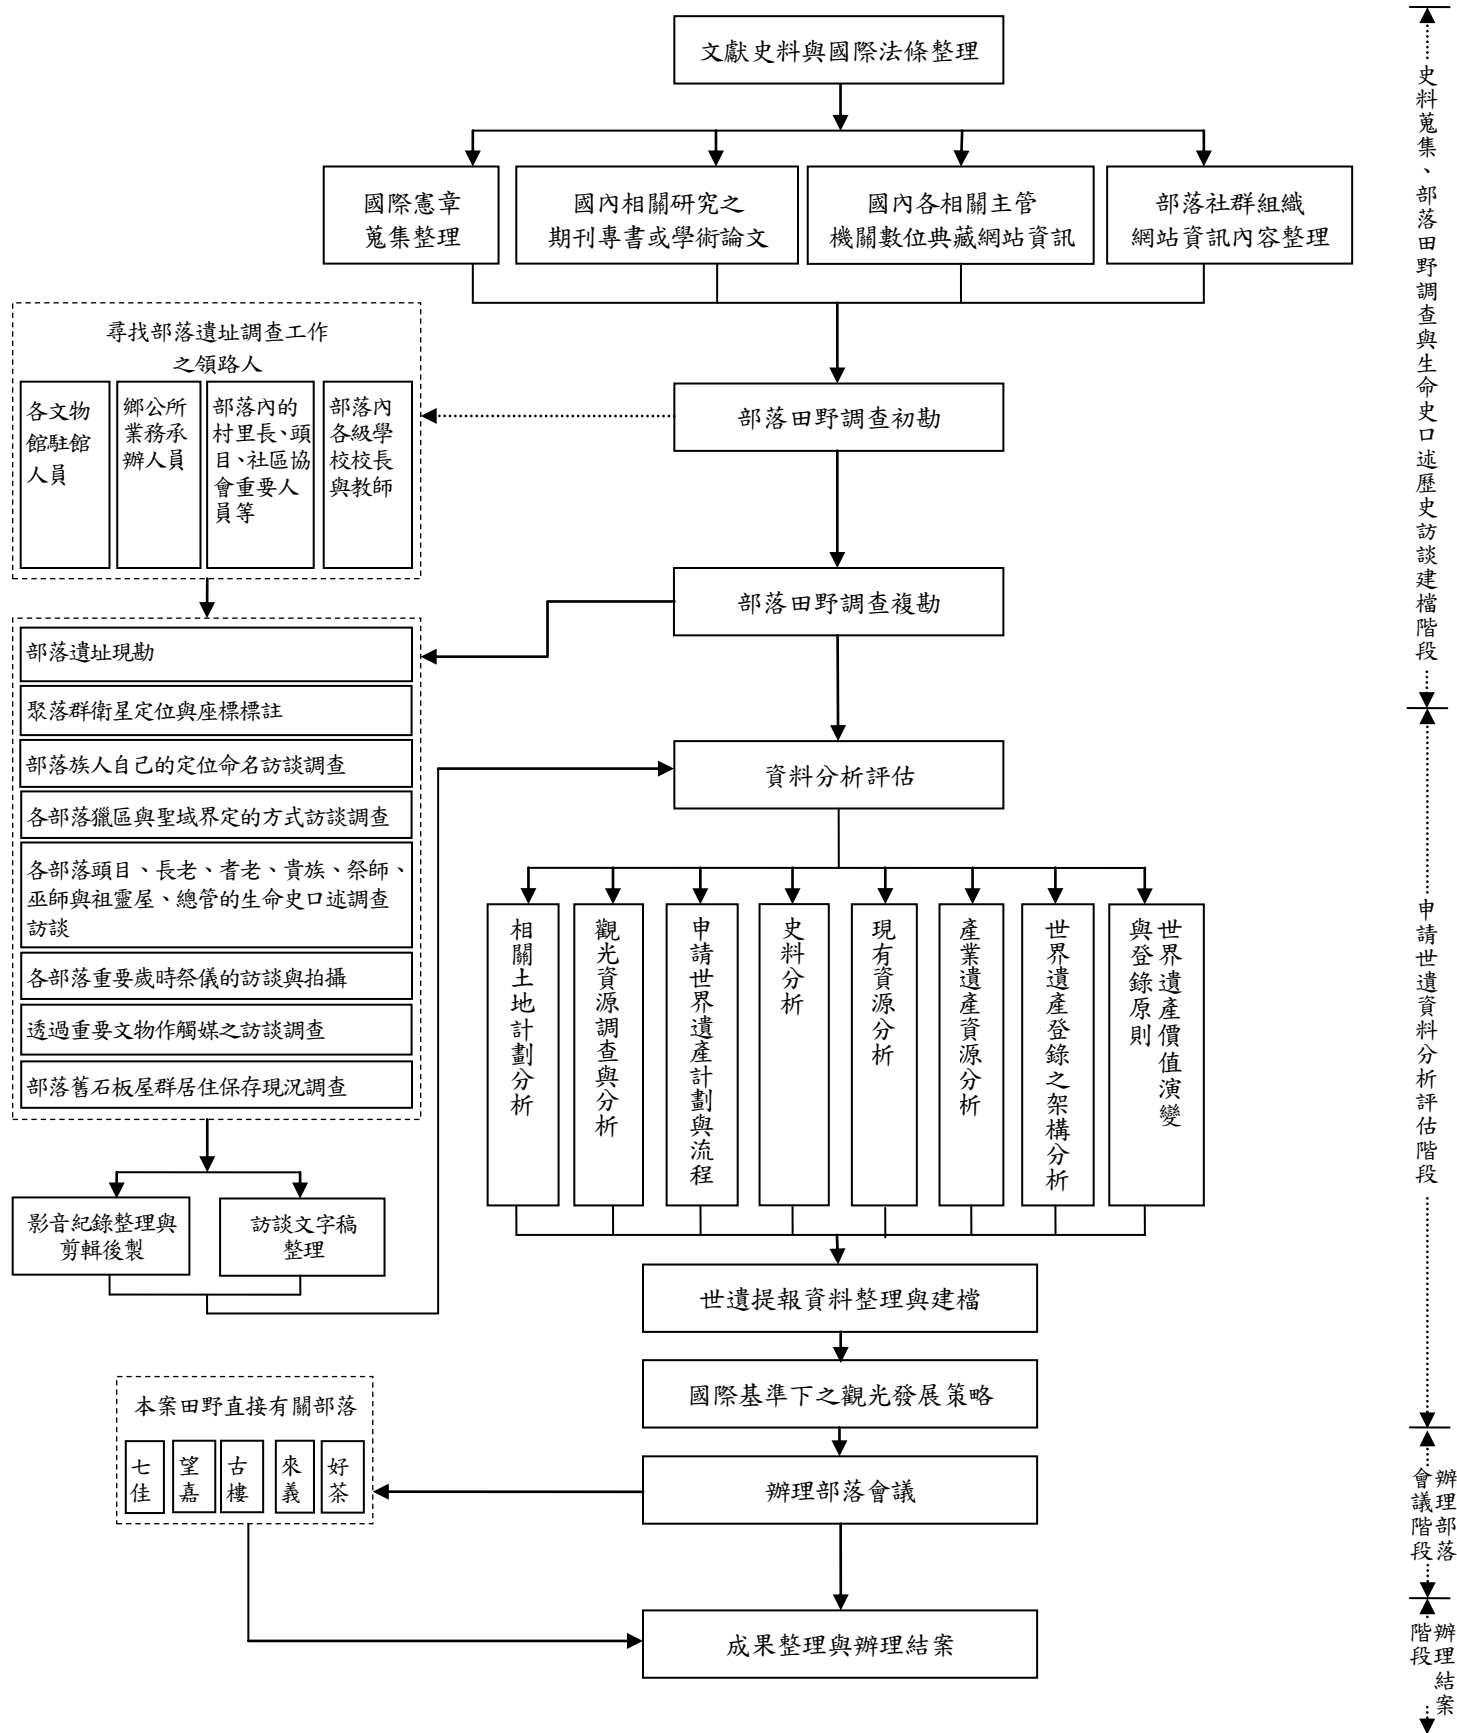 文獻史料與國際法條整理
國際憲章
蒐集整理
國內相關研究之
期刊專書或學術論文
國內各相關主管
機關數位典藏網站資訊
部落社群組織
網站資訊內容整理
尋找部落遺址調查工作
之領路人
各文物
館駐館
人員
鄉公所
業務承
辦人員
部落內的
村里長、頭
目、社區協
會重要人
員等
部落內
各級學
校校長
與教師
部落田野調查初勘
部落田野調查複勘
部落遺址現勘
聚落群衛星定位與座標標註
部落族人自己的定位命名訪談調查
各部落獵區與聖域界定的方式訪談調查
各部落頭目、長老、耆老、貴族、祭師、
巫師與祖靈屋、總管的生命史口述調查
訪談
各部落重要歲時祭儀的訪談與拍攝
透過重要文物作觸媒之訪談調查
部落舊石板屋群居住保存現況調查
影音紀錄整理與
剪輯後製
訪談文字稿
整理
資料分析評估
相關土地計劃分析
觀光資源調查與分析
申請世界遺產計劃與流程
史料分析
現有資源分析
產業遺產資源分析
世界遺產登錄之架構分析
世界遺產價值演變
與登錄原則
世遺提報資料整理與建檔
國際基準下之觀光發展策略
本案田野直接有關部落
七佳
望嘉
古樓
來義
好茶
辦理部落會議
成果整理與辦理結案
史料蒐集、部落田野調查與生命史口述歷史訪談建檔階段
申請世遺資料分析評估階段
辦理部落
會議階段
辦理結案
階段